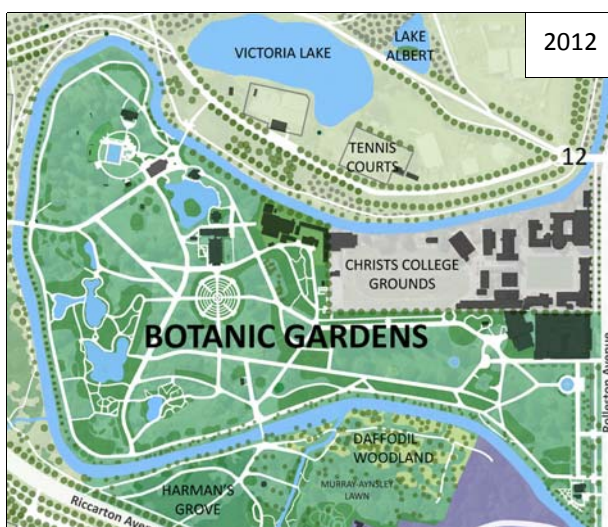 2012
VICTORIA LAKE
LAKE
ALBERT
TENNIS
COURTS
12
CHRISTS COLLEGE
GROUNDS
BOTANIC GARDENS
Rolleston Avenue
DAFFODIL
WOODLAND
MURRAY-AYNSLEY
LAWN
HARMAN'S
GROVE
Riccarton Aven